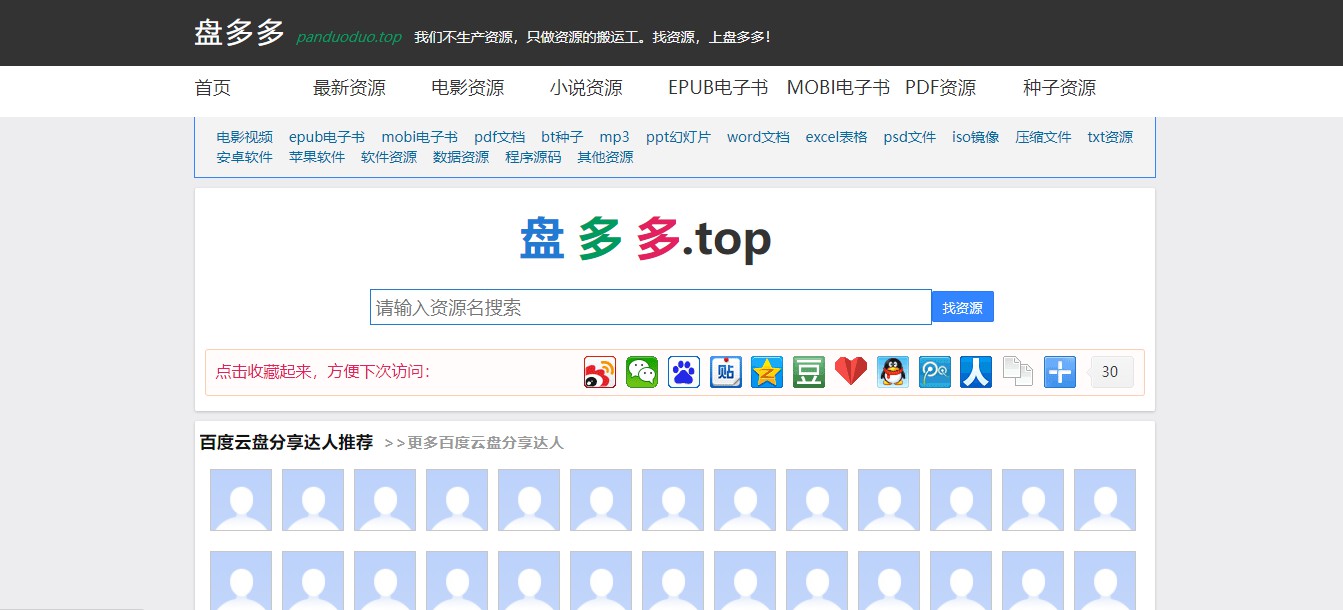 盘多多 panduoduo.top 我们不生产资源，只做资源的搬运工。找资源，上盘多多！
首页 最新资源 电影资源 小说资源 EPUB电子书 MOBI电子书 PDF资源 种子资源
电影视频 epub电子书 mobi电子书 pdf文档 bt种子 mp3 ppt幻灯片 word文档 excel表格 psd文件 iso镜像 压缩文件 txt资源
安卓软件 苹果软件 软件资源 数据资源 程序源码 其他资源
盘 多 多.top
请输入资源名搜索 找资源
点击收藏起来，方便下次访问： 贴 豆 人 30
百度云盘分享达人推荐 >>更多百度云盘分享达人